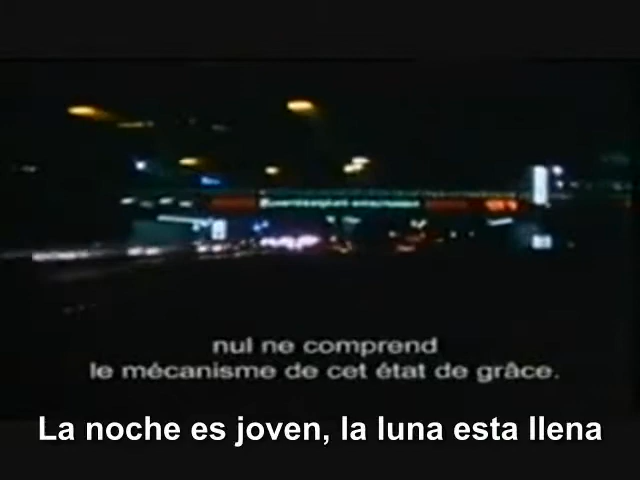 nul ne comprend
le mécanisme de cet état de grâce.
La noche es joven, la luna esta llena